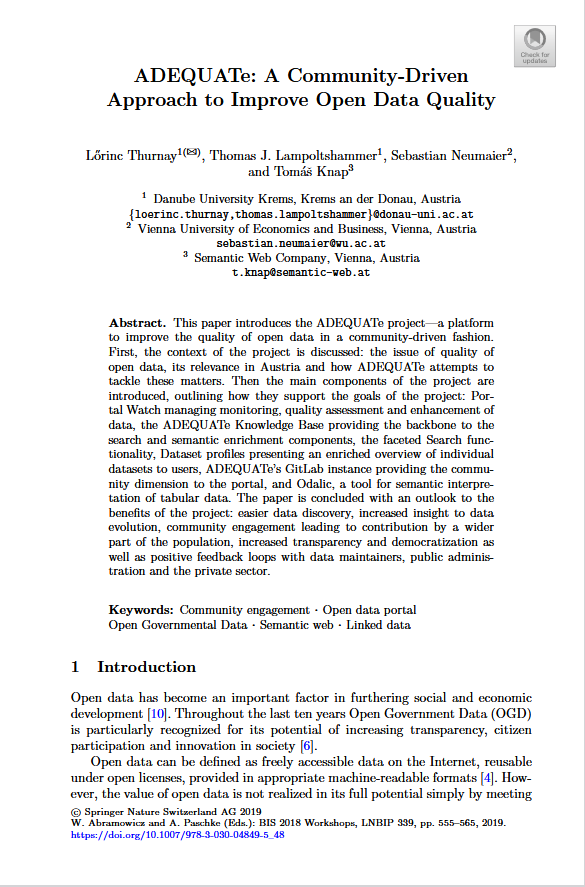 Check for
updates
ADEQUATe: A Community-Driven
Approach to Improve Open Data Quality
Lőrinc Thurnay1(✉), Thomas J. Lampoltshammer1, Sebastian Neumaier2,
and Tomáš Knap3
1 Danube University Krems, Krems an der Donau, Austria
{loerinc.thurnay,thomas.lampoltshammer}@donau-uni.ac.at
2 Vienna University of Economics and Business, Vienna, Austria
sebastian.neumaier@wu.ac.at
3 Semantic Web Company, Vienna, Austria
t.knap@semantic-web.at
Abstract. This paper introduces the ADEQUATe project—a platform
to improve the quality of open data in a community-driven fashion.
First, the context of the project is discussed: the issue of quality of
open data, its relevance in Austria and how ADEQUATe attempts to
tackle these matters. Then the main components of the project are
introduced, outlining how they support the goals of the project: Por-
tal Watch managing monitoring, quality assessment and enhancement of
data, the ADEQUATe Knowledge Base providing the backbone to the
search and semantic enrichment components, the faceted Search func-
tionality, Dataset profiles presenting an enriched overview of individual
datasets to users, ADEQUATe's GitLab instance providing the commu-
nity dimension to the portal, and Odalic, a tool for semantic interpre-
tation of tabular data. The paper is concluded with an outlook to the
benefits of the project: easier data discovery, increased insight to data
evolution, community engagement leading to contribution by a wider
part of the population, increased transparency and democratization as
well as positive feedback loops with data maintainers, public adminis-
tration and the private sector.
Keywords: Community engagement · Open data portal
Open Governmental Data · Semantic web · Linked data
1 Introduction
Open data has become an important factor in furthering social and economic
development [10]. Throughout the last ten years Open Government Data (OGD)
is particularly recognized for its potential of increasing transparency, citizen
participation and innovation in society [6].
Open data can be defined as freely accessible data on the Internet, reusable
under open licenses, provided in appropriate machine-readable formats [4]. How-
ever, the value of open data is not realized in its full potential simply by meeting
© Springer Nature Switzerland AG 2019
W. Abramowicz and A. Paschke (Eds.): BIS 2018 Workshops, LNBIP 339, pp. 555–565, 2019.
https://doi.org/10.1007/978-3-030-04849-5_48